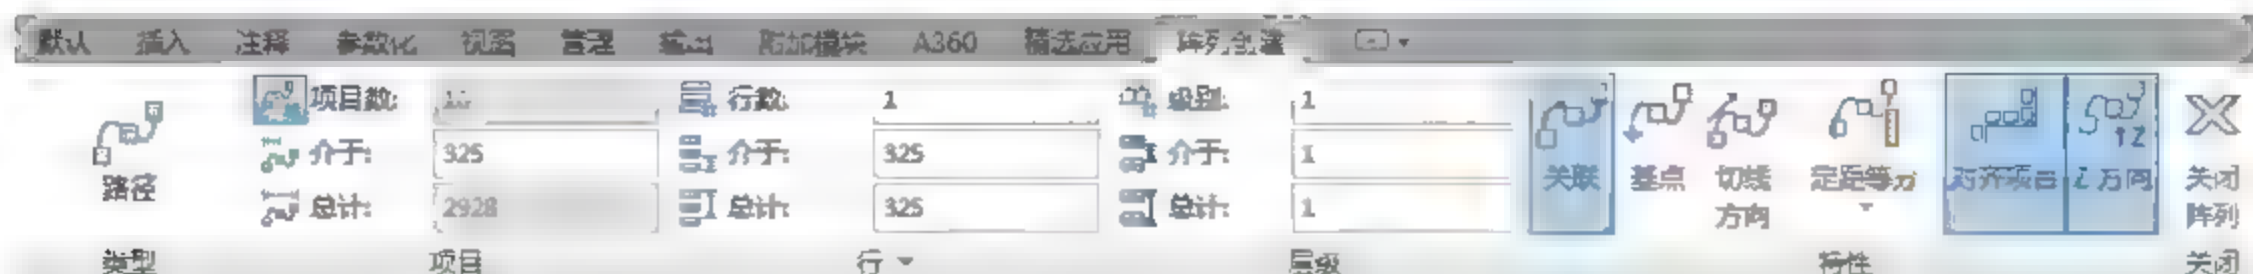 默认 插入 注释 参数化 视图 管理 输出 附加模块 A360 精选应用 阵列创建
项目数: 行数: 1 级别: 1
介于: 325 介于: 325 介于: 1
总计: 2928 总计: 325 总计: 1
路径 关联 基点 切线方向 定距等分 对齐项目 Z 方向 关闭阵列
类型 项目 行 层级 特性 关闭